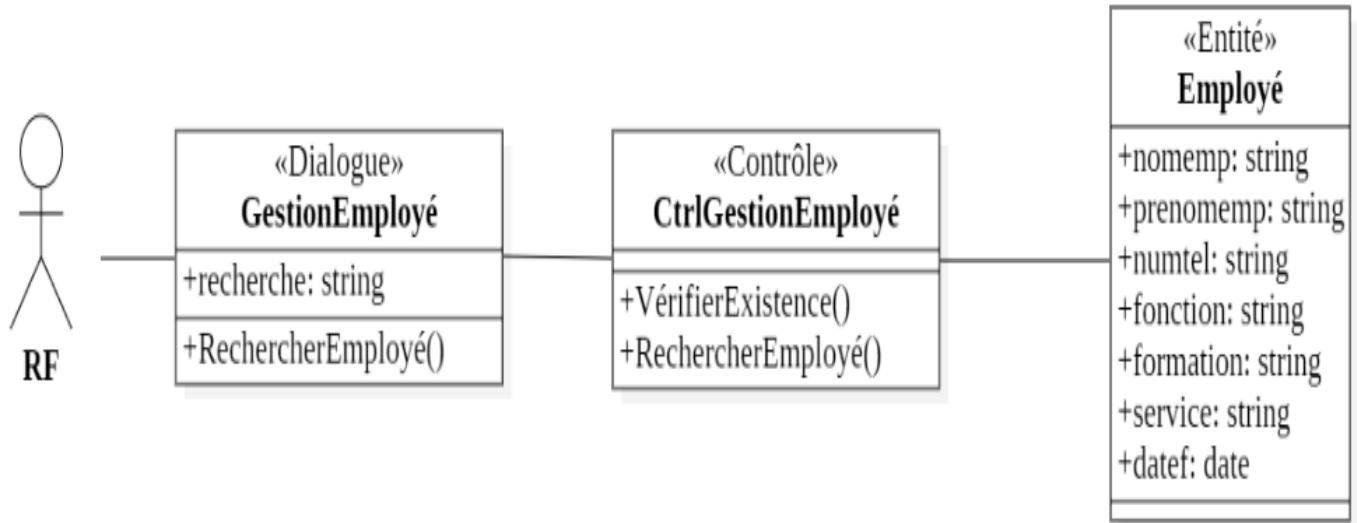 RF
«Dialogue»
GestionEmployé
+recherche: string
+RechercherEmployé()
«Contrôle»
CtrlGestionEmployé
+VérifierExistence()
+RechercherEmployé()
«Entité»
Employé
+nomemp: string
+prenomemp: string
+numtel: string
+fonction: string
+formation: string
+service: string
+datef: date